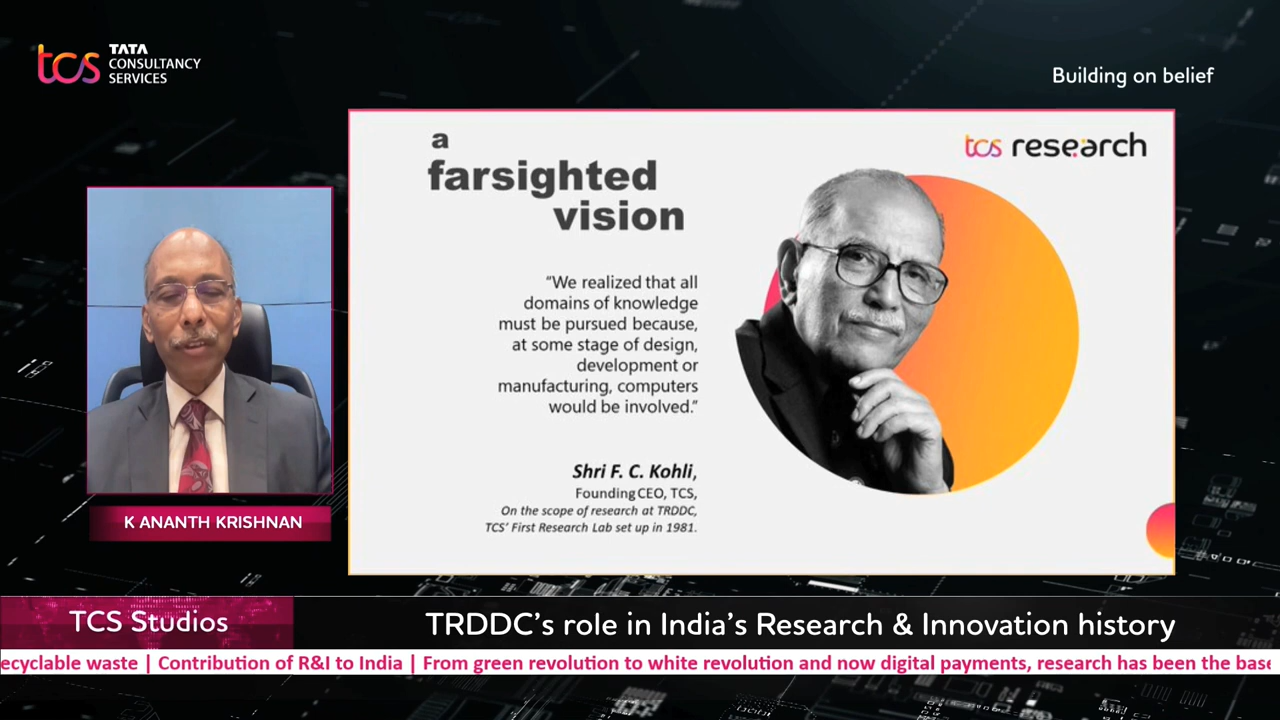 tcs TATA
CONSULTANCY
SERVICES
Building on belief
a
farsighted
vision
tcs research
“We realized that all
domains of knowledge
must be pursued because,
at some stage of design,
development or
manufacturing, computers
would be involved.”
Shri F. C. Kohli,
Founding CEO, TCS,
On the scope of research at TRDDC,
TCS’ First Research Lab set up in 1981.
K ANANTH KRISHNAN
TCS Studios
TRDDC’s role in India’s Research & Innovation history
ecyclable waste | Contribution of R&I to India | From green revolution to white revolution and now digital payments, research has been the base